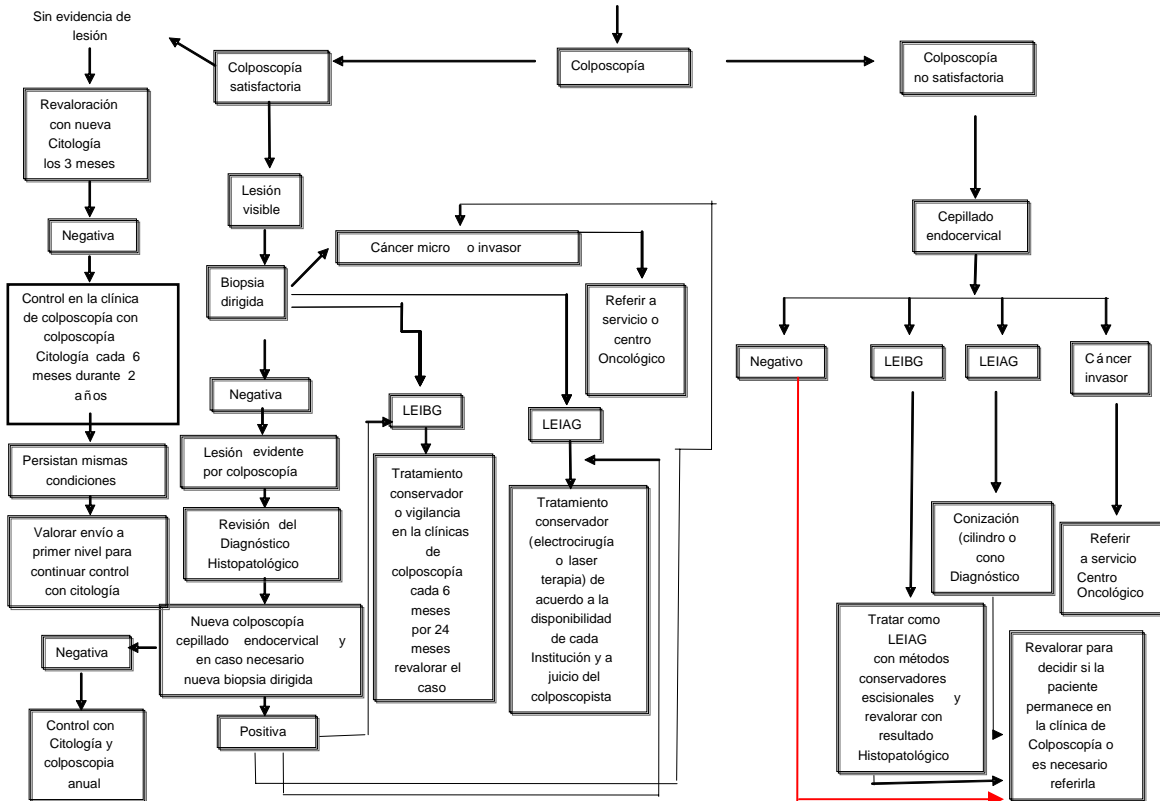 Sin evidencia de
lesión
Colposcopía
satisfactoria
Colposcopía
Colposcopía
no satisfactoria
Revaloración
con nueva
Citología
los 3 meses
Lesión
visible
Cepillado
endocervical
Negativa
Cáncer micro o invasor
Biopsia
dirigida
Control en la clínica
de colposcopía con
colposcopía
Citología cada 6
meses durante 2
años
Referir a
servicio o
centro
Oncológico
Negativo
LEIBG
LEIAG
Cáncer
invasor
Negativa
LEIBG
LEIAG
Persistan mismas
condiciones
Lesión evidente
por colposcopía
Tratamiento
conservador
o vigilancia
en la clínicas
de
colposcopía
cada 6
meses
por 24
meses
revalorar el
caso
Tratamiento
conservador
(electrocirugía
o laser
terapia) de
acuerdo a la
disponibilidad
de cada
Institución y a
juicio del
colposcopista
Valorar envío a
primer nivel para
continuar control
con citología
Revisión del
Diagnóstico
Histopatológico
Conización
(cilindro o
cono
Diagnóstico
Referir
a servicio
Centro
Oncológico
Nueva colposcopía
cepillado endocervical y
en caso necesario
nueva biopsia dirigida
Negativa
Tratar como
LEIAG
con métodos
conservadores
escisionales y
revalorar con
resultado
Histopatológico
Revalorar para
decidir si la
paciente
permanece en
la clínica de
Colposcopía o
es necesario
referirla
Control con
Citología y
colposcopia
anual
Positiva